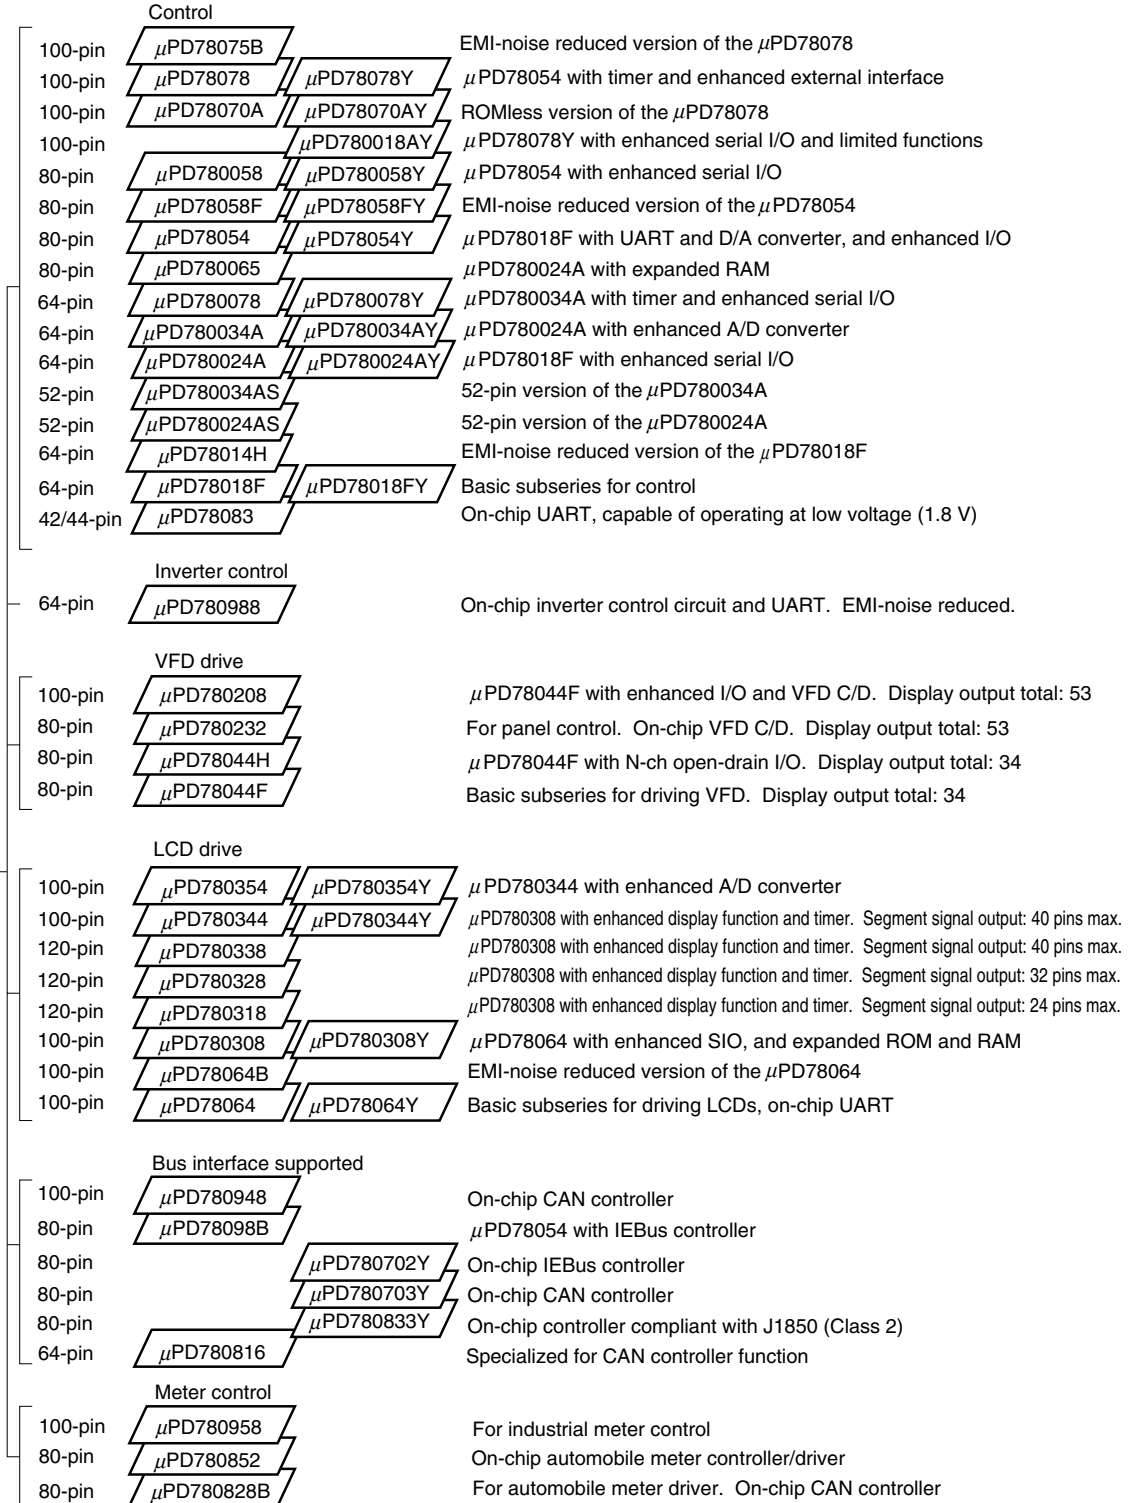 Control
100-pin μPD78075B EMI-noise reduced version of the μPD78078
100-pin μPD78078 μPD78078Y μPD78054 with timer and enhanced external interface
100-pin μPD78070A μPD78070AY ROMless version of the μPD78078
100-pin μPD780018AY μPD78078Y with enhanced serial I/O and limited functions
80-pin μPD780058 μPD780058Y μPD78054 with enhanced serial I/O
80-pin μPD78058F μPD78058FY EMI-noise reduced version of the μPD78054
80-pin μPD78054 μPD78054Y μPD78018F with UART and D/A converter, and enhanced I/O
80-pin μPD780065 μPD780024A with expanded RAM
64-pin μPD780078 μPD780078Y μPD780034A with timer and enhanced serial I/O
64-pin μPD780034A μPD780034AY μPD780024A with enhanced A/D converter
64-pin μPD780024A μPD780024AY μPD78018F with enhanced serial I/O
52-pin μPD780034AS 52-pin version of the μPD780034A
52-pin μPD780024AS 52-pin version of the μPD780024A
64-pin μPD78014H EMI-noise reduced version of the μPD78018F
64-pin μPD78018F μPD78018FY Basic subseries for control
42/44-pin μPD78083 On-chip UART, capable of operating at low voltage (1.8 V)
Inverter control
64-pin μPD780988 On-chip inverter control circuit and UART. EMI-noise reduced.
VFD drive
100-pin μPD780208 μPD78044F with enhanced I/O and VFD C/D. Display output total: 53
80-pin μPD780232 For panel control. On-chip VFD C/D. Display output total: 53
80-pin μPD78044H μPD78044F with N-ch open-drain I/O. Display output total: 34
80-pin μPD78044F Basic subseries for driving VFD. Display output total: 34
LCD drive
100-pin μPD780354 μPD780354Y μPD780344 with enhanced A/D converter
100-pin μPD780344 μPD780344Y μPD780308 with enhanced display function and timer. Segment signal output: 40 pins max.
120-pin μPD780338 μPD780308 with enhanced display function and timer. Segment signal output: 40 pins max.
120-pin μPD780328 μPD780308 with enhanced display function and timer. Segment signal output: 32 pins max.
120-pin μPD780318 μPD780308 with enhanced display function and timer. Segment signal output: 24 pins max.
100-pin μPD780308 μPD780308Y μPD78064 with enhanced SIO, and expanded ROM and RAM
100-pin μPD78064B EMI-noise reduced version of the μPD78064
100-pin μPD78064 μPD78064Y Basic subseries for driving LCDs, on-chip UART
Bus interface supported
100-pin μPD780948 On-chip CAN controller
80-pin μPD78098B μPD78054 with IEBus controller
80-pin μPD780702Y On-chip IEBus controller
80-pin μPD780703Y On-chip CAN controller
80-pin μPD780833Y On-chip controller compliant with J1850 (Class 2)
64-pin μPD780816 Specialized for CAN controller function
Meter control
100-pin μPD780958 For industrial meter control
80-pin μPD780852 On-chip automobile meter controller/driver
80-pin μPD780828B For automobile meter driver. On-chip CAN controller